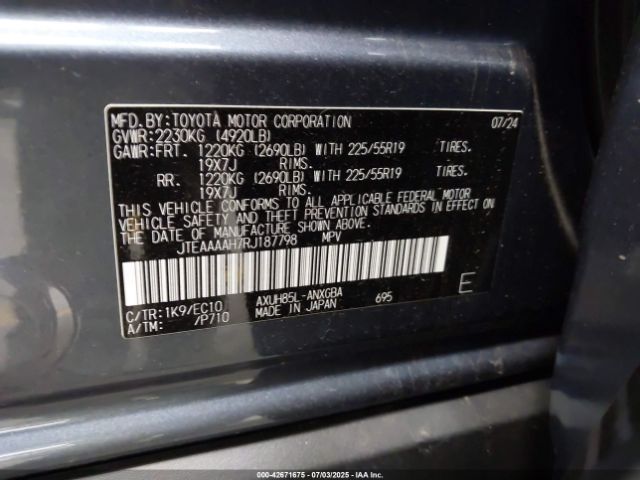 MFD. BY: TOYOTA MOTOR CORPORATION 07/24
GVWR: 2230KG (4920LB)
GAWR: FRT. 1220KG (2690LB) WITH 225/55R19 TIRES.
19X7J RIMS.
RR. 1220KG (2690LB) WITH 225/55R19 TIRES.
19X7J RIMS.
THIS VEHICLE CONFORMS TO ALL APPLICABLE FEDERAL MOTOR
VEHICLE SAFETY AND THEFT PREVENTION STANDARDS IN EFFECT ON
THE DATE OF MANUFACTURE SHOWN ABOVE.
JTEAAAAH7RJ187798 MPV
C/TR: 1K9/EC10 AXUH85L-ANXGBA 695 E
A/TM: /P710 MADE IN JAPAN
000-42671675 07/03/2025 IAA Inc.